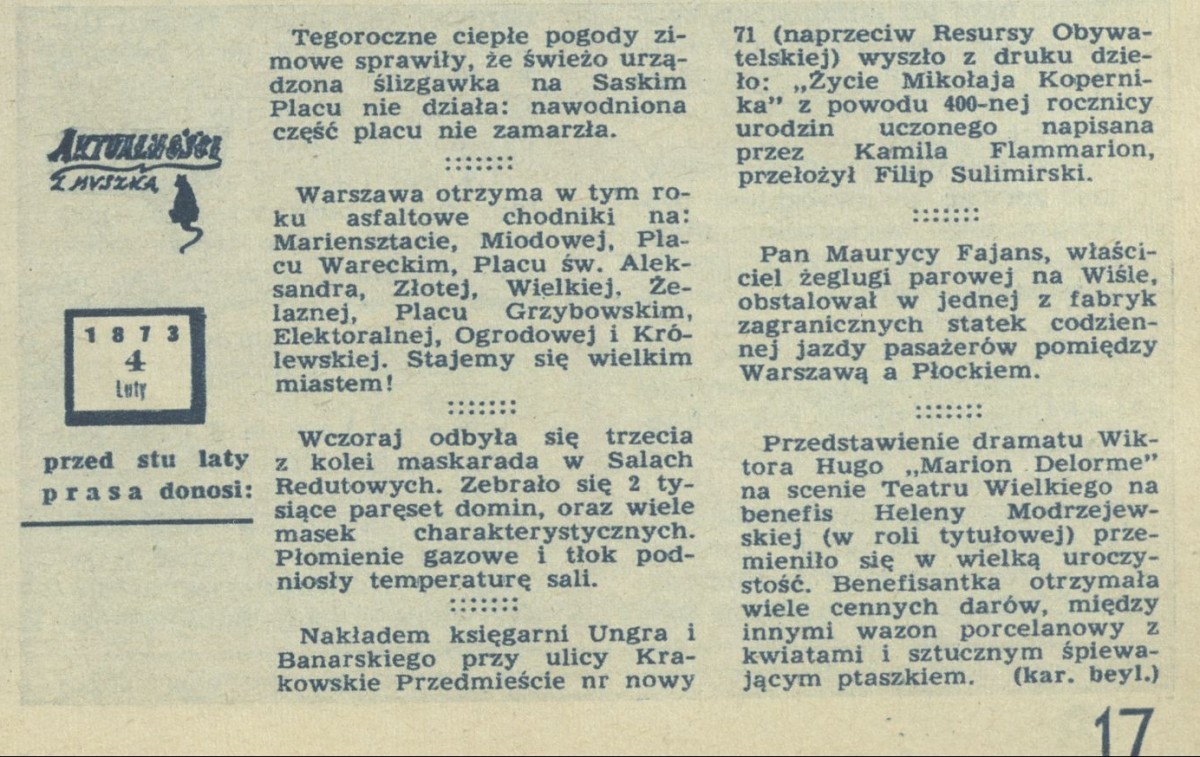 AKTUALNOŚCI
Z MYSZKĄ
1873
4
Luty
przed stu laty
prasa donosi:
Tegoroczne ciepłe pogody zi-
mowe sprawiły, że świeżo urzą-
dzona ślizgawka na Saskim
Placu nie działa: nawodniona
część placu nie zamarzła.
Warszawa otrzyma w tym ro-
ku asfaltowe chodniki na:
Mariensztacie, Miodowej, Pla-
cu Wareckim, Placu św. Alek-
sandra, Złotej, Wielkiej, Że-
laznej, Placu Grzybowskim,
Elektoralnej, Ogrodowej i Kró-
lewskiej. Stajemy się wielkim
miastem!
Wczoraj odbyła się trzecia
z kolei maskarada w Salach
Redutowych. Zebrało się 2 ty-
siące paręset domin, oraz wiele
masek charakterystycznych.
Płomienie gazowe i tłok pod-
niosły temperaturę sali.
Nakładem księgarni Ungra i
Banarskiego przy ulicy Kra-
kowskie Przedmieście nr nowy
71 (naprzeciw Resursy Obywa-
telskiej) wyszło z druku dzie-
ło: „Życie Mikołaja Koperni-
ka” z powodu 400-nej rocznicy
urodzin uczonego napisana
przez Kamila Flammarion,
przełożył Filip Sulimirski.
Pan Maurycy Fajans, właści-
ciel żeglugi parowej na Wiśle,
obstalował w jednej z fabryk
zagranicznych statek codzien-
nej jazdy pasażerów pomiędzy
Warszawą a Płockiem.
Przedstawienie dramatu Wik-
tora Hugo „Marion Delorme”
na scenie Teatru Wielkiego na
benefis Heleny Modrzejew-
skiej (w roli tytułowej) prze-
mieniło się w wielką uroczy-
stość. Benefisantka otrzymała
wiele cennych darów, między
innymi wazon porcelanowy z
kwiatami i sztucznym śpiewa-
jącym ptaszkiem. (kar. beyl.)
17